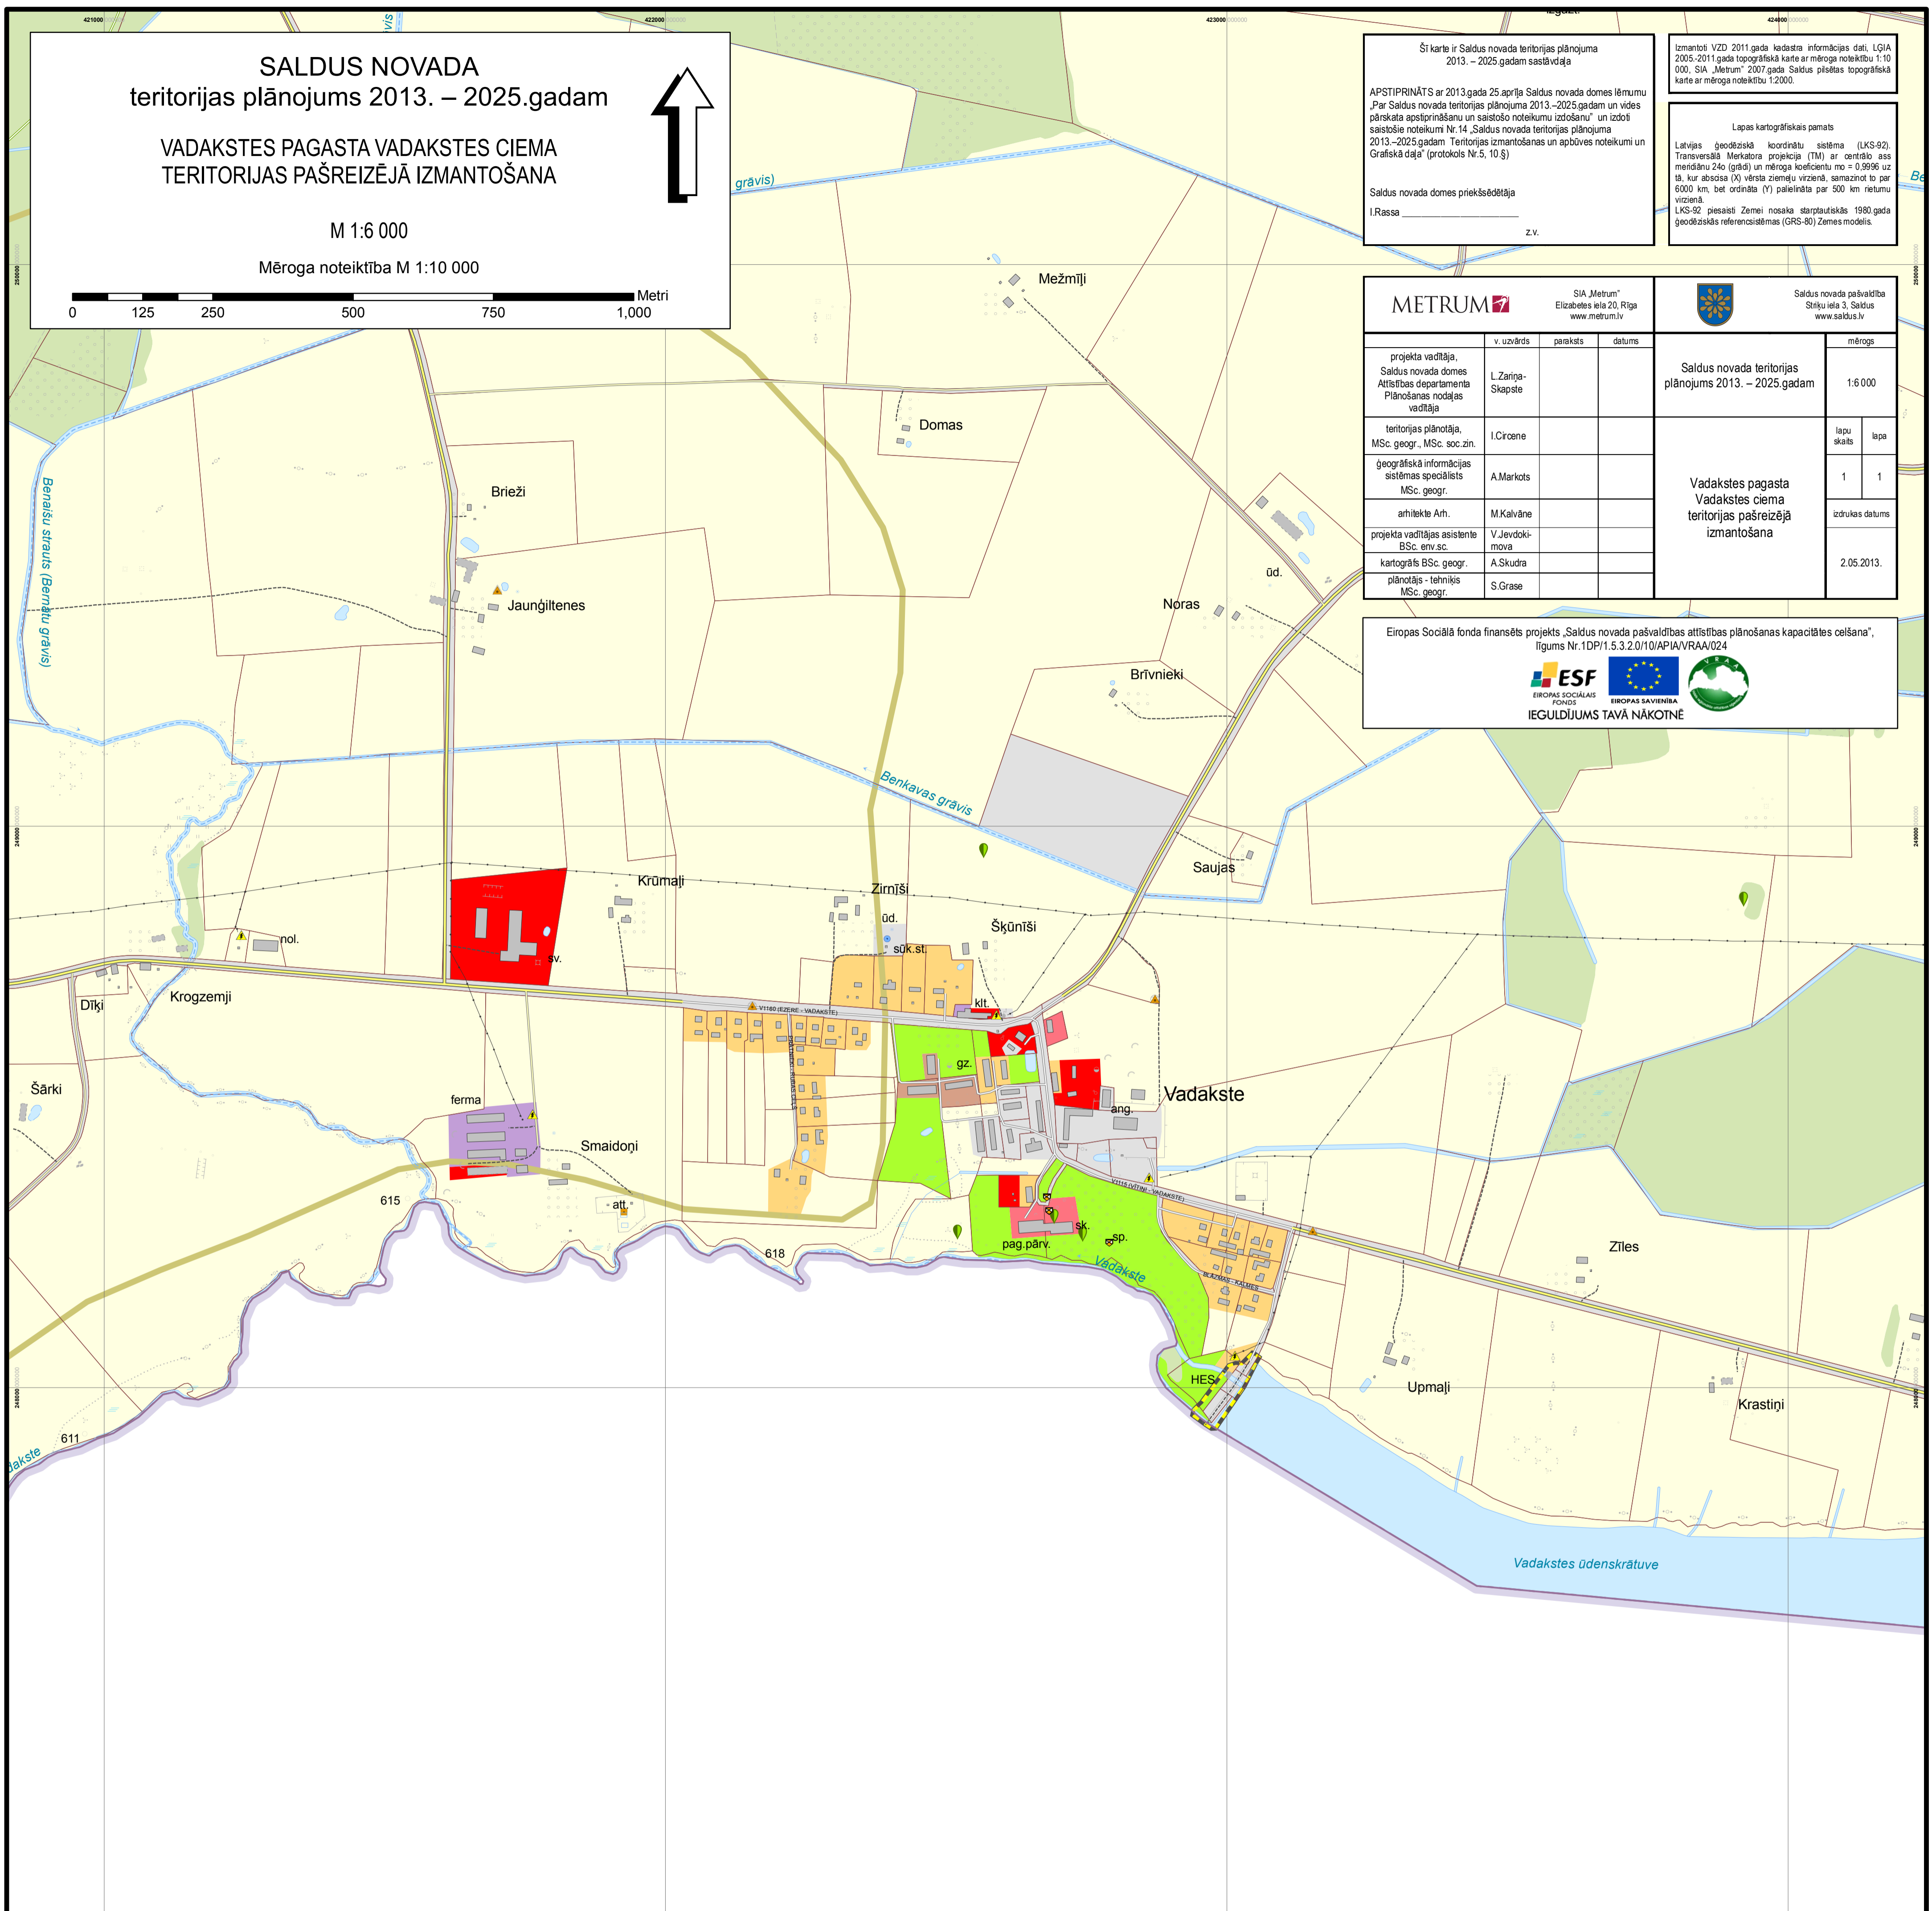 421000
422000
423000
424000
SALDUS NOVADA
teritorijas plānojums 2013. – 2025.gadam
VADAKSTES PAGASTA VADAKSTES CIEMA
TERITORIJAS PAŠREIZĒJĀ IZMANTOŠANA
M 1:6 000
Mēroga noteiktība M 1:10 000
Metri
0 125 250 500 750 1,000
Šī karte ir Saldus novada teritorijas plānojuma
2013. – 2025.gadam sastāvdaļa
APSTIPRINĀTS ar 2013.gada 25.aprīļa Saldus novada domes lēmumu
„Par Saldus novada teritorijas plānojuma 2013.–2025.gadam un vides
pārskata apstiprināšanu un saistošo noteikumu izdošanu” un izdoti
saistošie noteikumi Nr.14 „Saldus novada teritorijas plānojuma
2013.–2025.gadam Teritorijas izmantošanas un apbūves noteikumi un
Grafiskā daļa” (protokols Nr.5, 10.§)
Saldus novada domes priekšsēdētāja
I.Rassa
z.v.
Izmantoti VZD 2011.gada kadastra informācijas dati, LĢIA
2005.-2011.gada topogrāfiskā karte ar mēroga noteiktību 1:10
000, SIA „Metrum” 2007.gada Saldus pilsētas topogrāfiskā
karte ar mēroga noteiktību 1:2000.
Lapas kartogrāfiskais pamats
Latvijas ģeodēziskā koordinātu sistēma (LKS-92).
Transversālā Merkatora projekcija (TM) ar centrālo ass
meridiānu 24o (grādi) un mēroga koeficientu mo = 0,9996 uz
tā, kur abscisa (X) vērsta ziemeļu virzienā, samazinot to par
6000 km, bet ordināta (Y) palielināta par 500 km rietumu
virzienā.
LKS-92 piesaisti Zemei nosaka starptautiskās 1980.gada
ģeodēziskās referencsistēmas (GRS-80) Zemes modelis.
METRUM
SIA „Metrum”
Elizabetes iela 20, Rīga
www.metrum.lv
Saldus novada pašvaldība
Striķu iela 3, Saldus
www.saldus.lv
v. uzvārds paraksts datums
mērogs
projekta vadītāja,
Saldus novada domes
Attīstības departamenta
Plānošanas nodaļas
vadītāja
L.Zariņa-
Skapste
Saldus novada teritorijas
plānojums 2013. – 2025.gadam
1:6 000
teritorijas plānotāja,
MSc. geogr., MSc. soc.zin.
I.Circene
lapu
skaits
lapa
ģeogrāfiskā informācijas
sistēmas speciālists
MSc. geogr.
A.Markots
1 1
Vadakstes pagasta
Vadakstes ciema
teritorijas pašreizējā
izmantošana
arhitekte Arh.
M.Kalvāne
izdrukas datums
projekta vadītājas asistente
BSc. env.sc.
V.Jevdoki-
mova
2.05.2013.
kartogrāfs BSc. geogr.
A.Skudra
plānotājs - tehniķis
MSc. geogr.
S.Grase
Eiropas Sociālā fonda finansēts projekts „Saldus novada pašvaldības attīstības plānošanas kapacitātes celšana”,
līgums Nr.1DP/1.5.3.2.0/10/APIA/VRAA/024
ESF
EIROPAS SOCIĀLAIS
FONDS
EIROPAS SAVIENĪBA
VRAA
IEGULDĪJUMS TAVĀ NĀKOTNĒ
grāvis)
250000
250000
Mežmīļi
Domas
Brieži
Benaišu strauts (Bernātu grāvis)
Jaunģiltenes
ūd.
Noras
Brīvnieki
Benkavas grāvis
249000
249000
Saujas
Krūmaļi
Zirnīši
ūd.
Šķūnīši
sūk.st.
nol.
sv.
Dīķi
Krogzemji
klt.
V1160 (EZERE - VADAKSTE)
gz.
Vadakste
ang.
Šārki
ferma
Smaidoņi
615
att.
618
V1115 (VĪTIŅI - VADAKSTE)
sk.
pag.pārv.
sp.
Vadakste
BLĀZMAS - KALMES
Zīles
HES
Upmaļi
Krastiņi
248000
248000
611
Vadakstes ūdenskrātuve